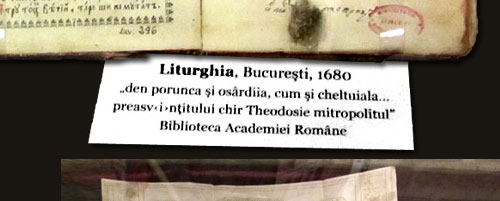 Liturghia, București, 1680
„den porunca și osârdiia, cum și cheltuiala...
preasv‹i›nțitului chir Theodosie mitropolitul”
Biblioteca Academiei Române